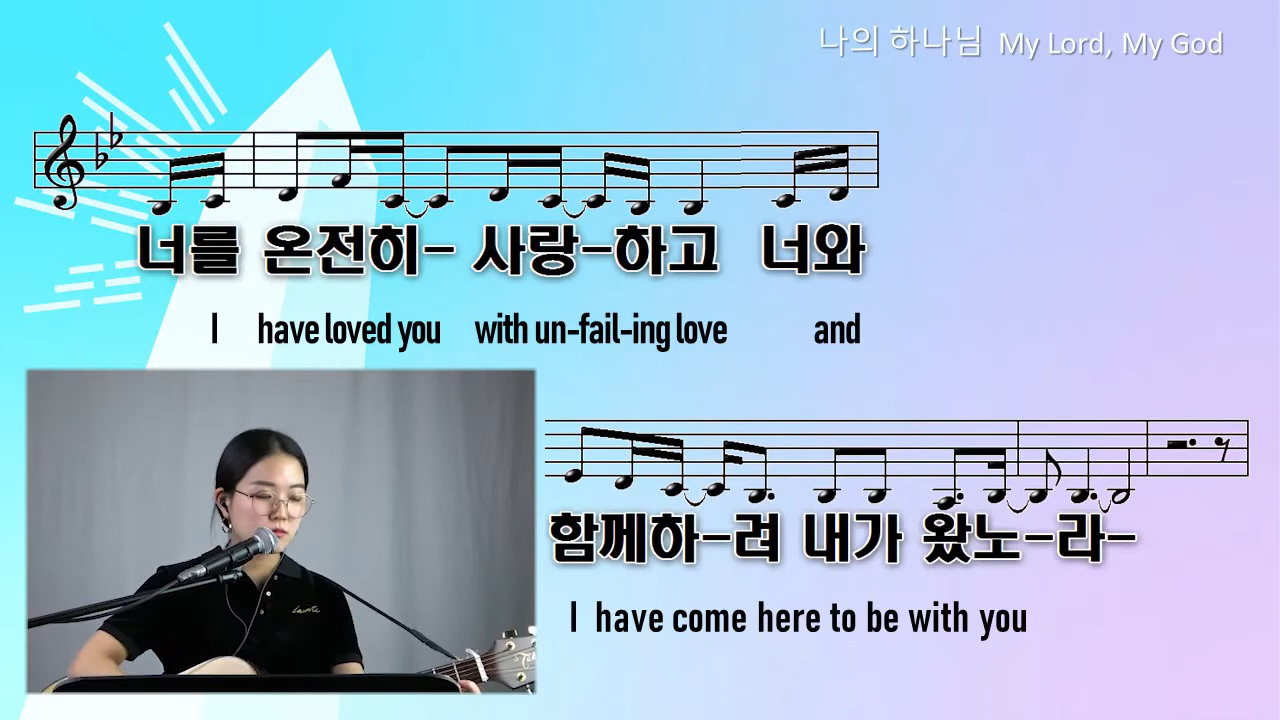 나의 하나님 My Lord, My God
너를 온전히- 사랑-하고 너와
I have loved you with un-fail-ing love and
함께하-려 내가 왔노-라-
I have come here to be with you